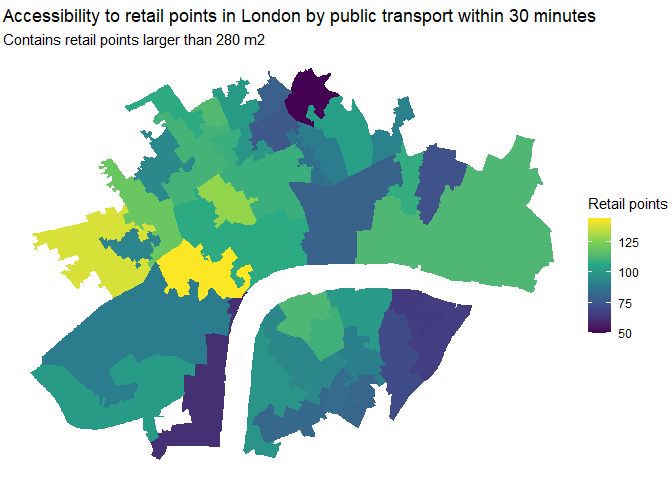 Accessibility to retail points in London by public transport within 30 minutes
Contains retail points larger than 280 m2
Retail points
125
100
75
50